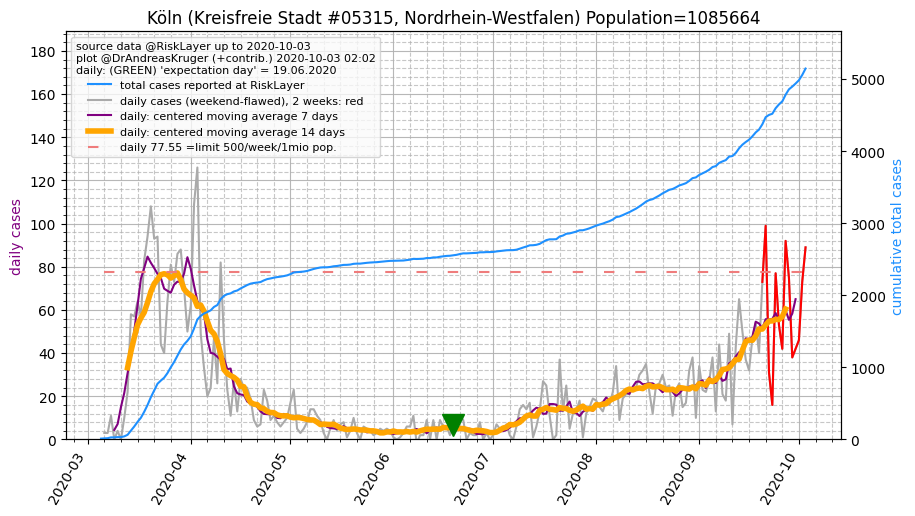 Köln (Kreisfreie Stadt #05315, Nordrhein-Westfalen) Population=1085664
source data @RiskLayer up to 2020-10-03
plot @DrAndreasKruger (+contrib.) 2020-10-03 02:02
daily: (GREEN) 'expectation day' = 19.06.2020
total cases reported at RiskLayer
daily cases (weekend-flawed), 2 weeks: red
daily: centered moving average 7 days
daily: centered moving average 14 days
daily 77.55 =limit 500/week/1mio pop.
daily cases
180
160
140
120
100
80
60
40
20
0
cumulative total cases
5000
4000
3000
2000
1000
0
2020-03
2020-04
2020-05
2020-06
2020-07
2020-08
2020-09
2020-10